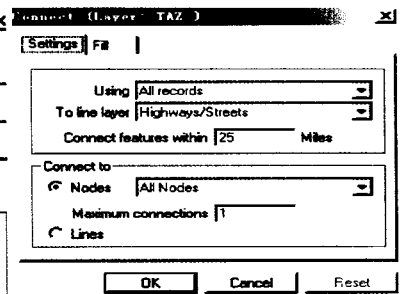 Connect (Layer: TAZ )
Settings Fill
Using All records
To line layer Highways/Streets
Connect features within 25 Miles
Connect to
Nodes All Nodes
Maximum connections 1
Lines
OK Cancel Reset